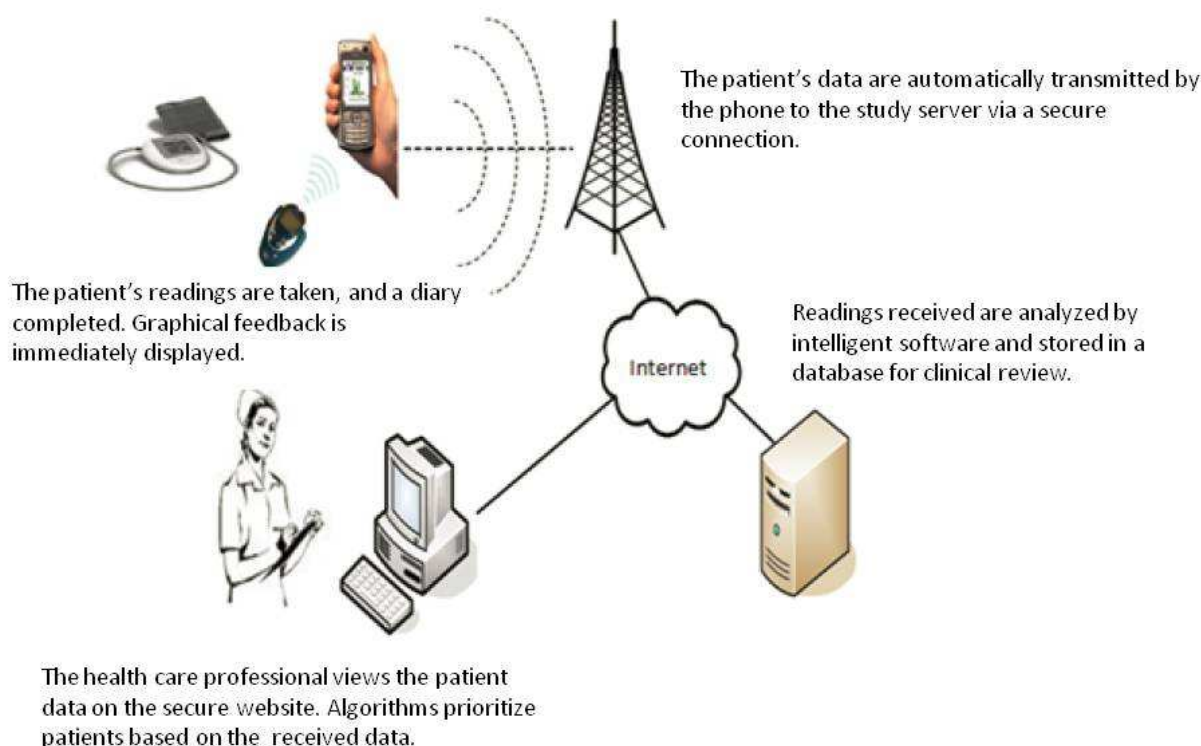 The patient's data are automatically transmitted by
the phone to the study server via a secure
connection.
The patient's readings are taken, and a diary
completed. Graphical feedback is
immediately displayed.
Readings received are analyzed by
intelligent software and stored in a
database for clinical review.
Internet
The health care professional views the patient
data on the secure website. Algorithms prioritize
patients based on the received data.